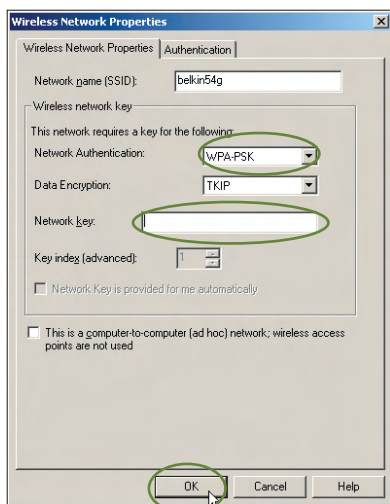 Wireless Network Properties
Wireless Network Properties
Authentication
Network name (SSID):
belkin54g
Wireless network key
This network requires a key for the following:
Network Authentication:
WPA-PSK
Data Encryption:
TKIP
Network key:
Key index (advanced):
1
Network Key is provided for me automatically
This is a computer-to-computer (ad hoc) network; wireless access
points are not used
OK
Cancel
Help